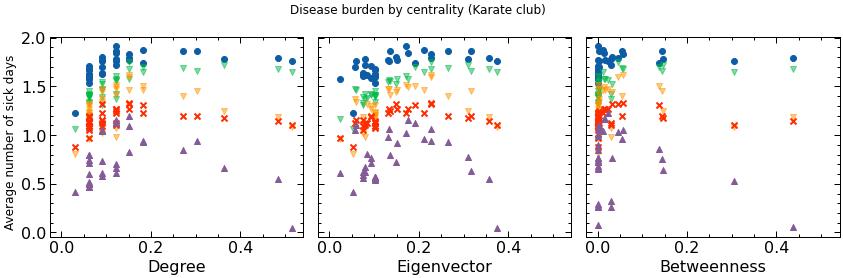 Disease burden by centrality (Karate club)
Average number of sick days
2.0
1.5
1.0
0.5
0.0
0.0 0.2 0.4 0.0 0.2 0.4 0.0 0.2 0.4
Degree Eigenvector Betweenness